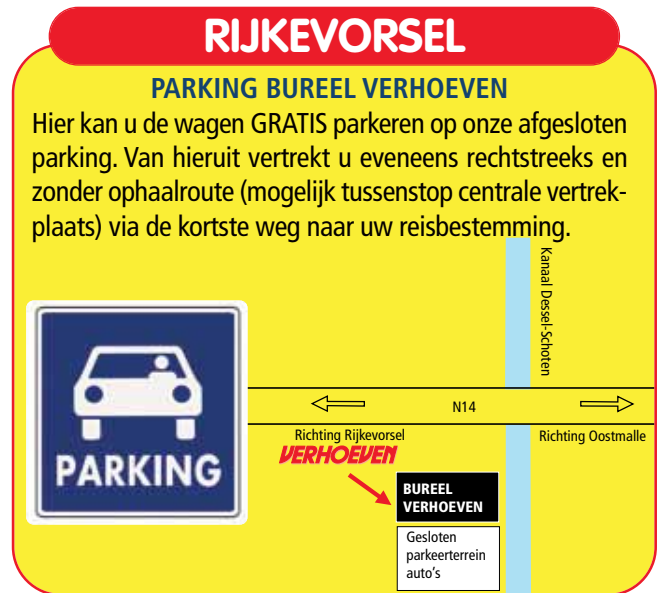 RIJKEVORSEL
PARKING BUREEL VERHOEVEN
Hier kan u de wagen GRATIS parkeren op onze afgesloten
parking. Van hieruit vertrekt u eveneens rechtstreeks en
zonder ophaalroute (mogelijk tussenstop centrale vertrek-
plaats) via de kortste weg naar uw reisbestemming.
Kanaal Dessel-Schoten
PARKING
N14
Richting Rijkevorsel
Richting Oostmalle
VERHOEVEN
BUREEL
VERHOEVEN
Gesloten
parkeerterrein
auto's